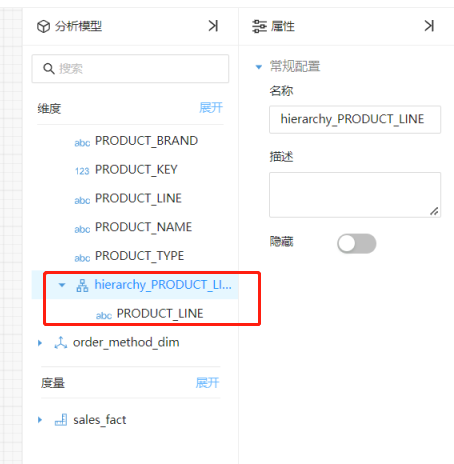 分析模型
搜索
维度 展开
abc PRODUCT_BRAND
123 PRODUCT_KEY
abc PRODUCT_LINE
abc PRODUCT_NAME
abc PRODUCT_TYPE
hierarchy_PRODUCT_LI...
abc PRODUCT_LINE
order_method_dim
度量 展开
sales_fact
属性
常规配置
名称
hierarchy_PRODUCT_LINE
描述
隐藏